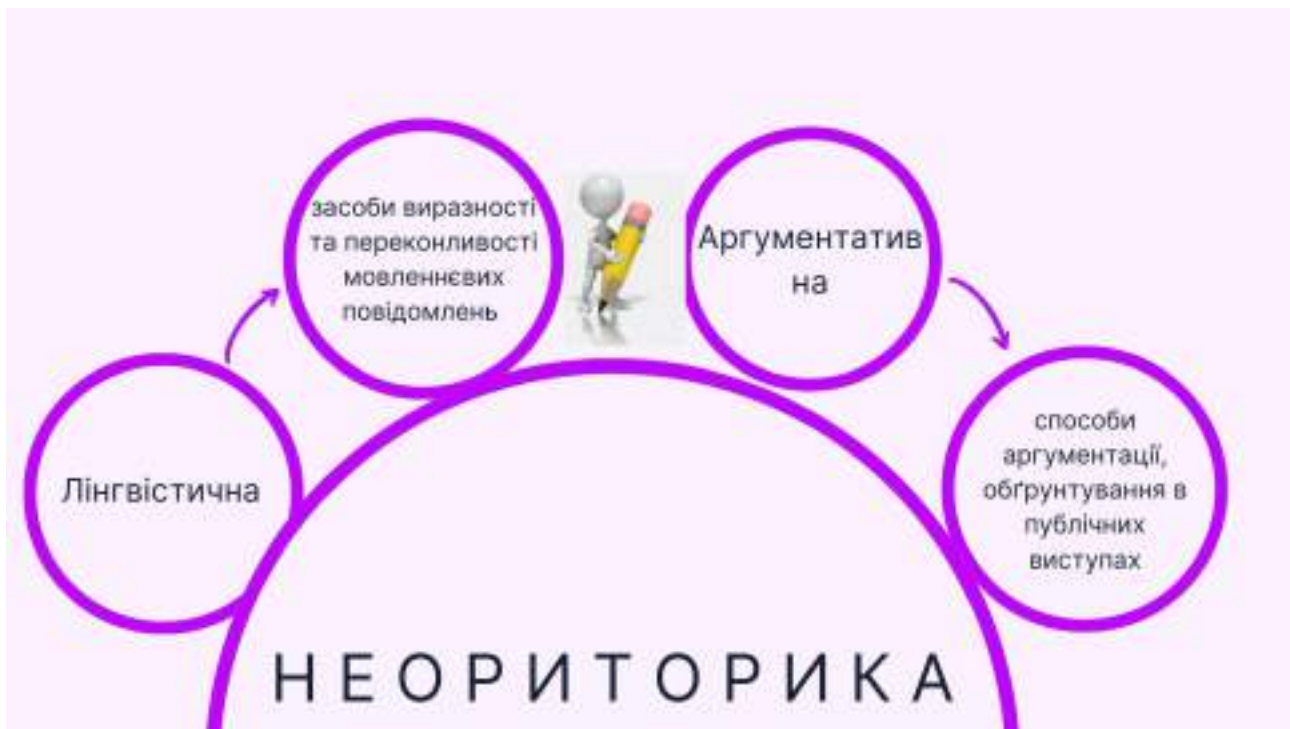 засоби виразності
та переконливості
мовленнєвих
повідомлень
Аргументатив
на
Лінгвістична
способи
аргументації,
обґрунтування в
публічних
виступах
НЕОРИТОРИКА